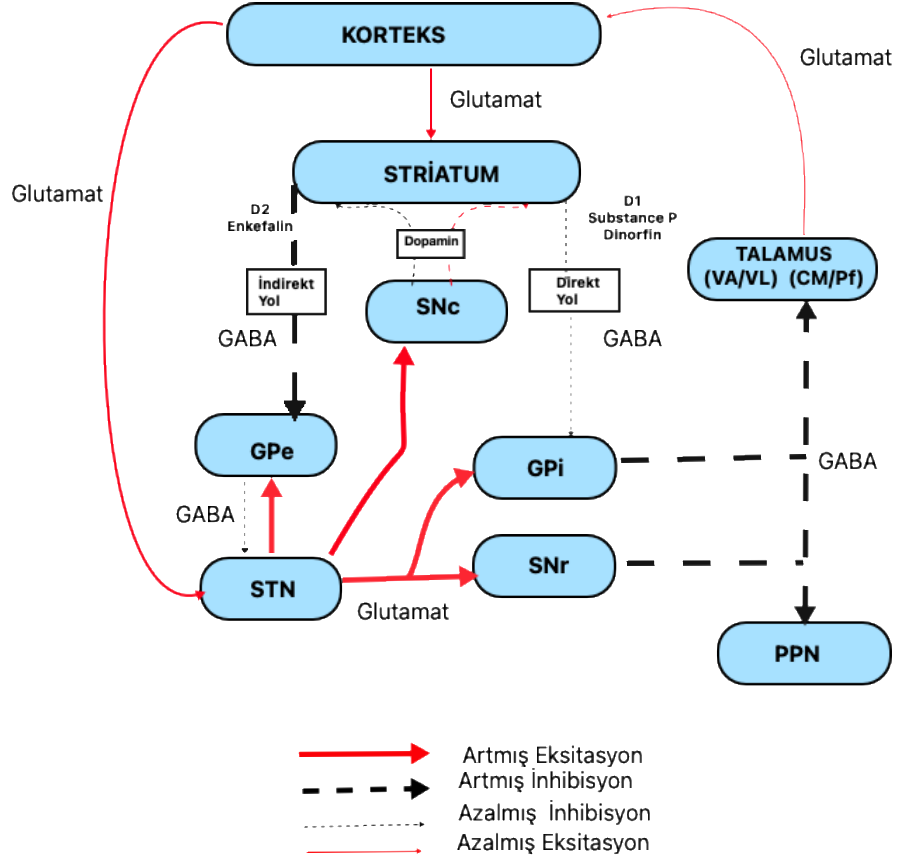 KORTEKS
Glutamat
Glutamat
STRİATUM
Glutamat
D2
Enkefalin
D1
Substance P
Dinorfin
Dopamin
TALAMUS
(VA/VL) (CM/Pf)
İndirekt
Yol
SNc
Direkt
Yol
GABA
GABA
GPe
GPi
GABA
GABA
STN
SNr
Glutamat
PPN
Artmış Eksitasyon
Artmış İnhibisyon
Azalmış İnhibisyon
Azalmış Eksitasyon